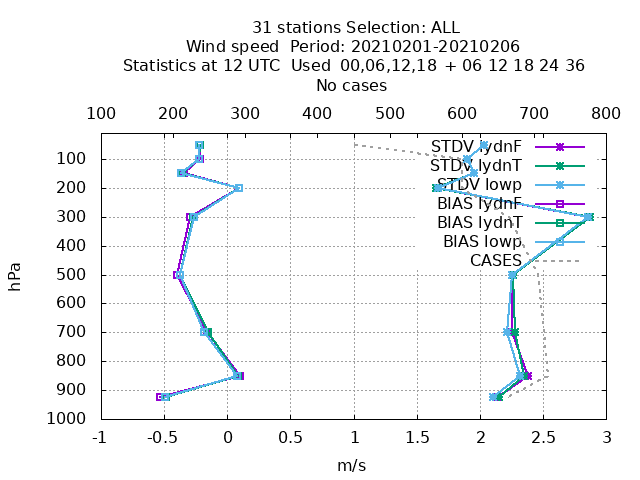 31 stations Selection: ALL
Wind speed  Period: 20210201-20210206
Statistics at 12 UTC  Used  00,06,12,18  + 06 12 18 24 36
No cases
100 200 300 450 500 600 700 800
STDV lydnF
STDV lydnT
STDV lowp
BIAS lydnF
BIAS lydnT
BIAS lowp
CASES
hPa
100
200
300
400
500
600
700
800
900
1000
-1 -0.5 0 0.5 1 1.5 2 2.5 3
m/s